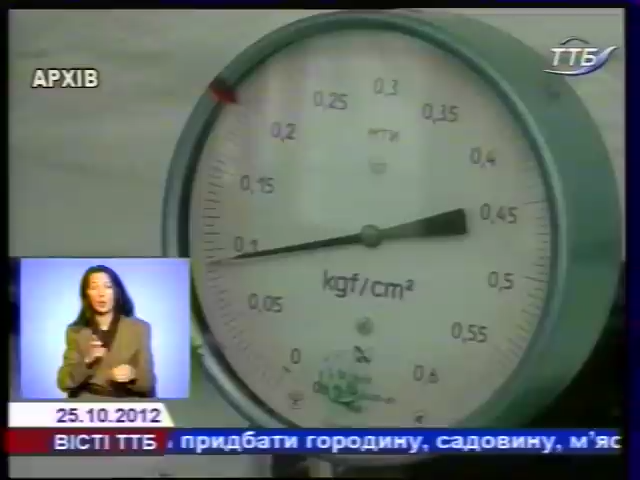 ТТБ
АРХІВ
0,3
0,25
0,35
0,2
0,4
0,15
0,45
0,1
kgf/cm²
0,5
0,05
0,55
0
0,6
25.10.2012
ВІСТІ ТТБ
придбати городину, садовину, м'яс